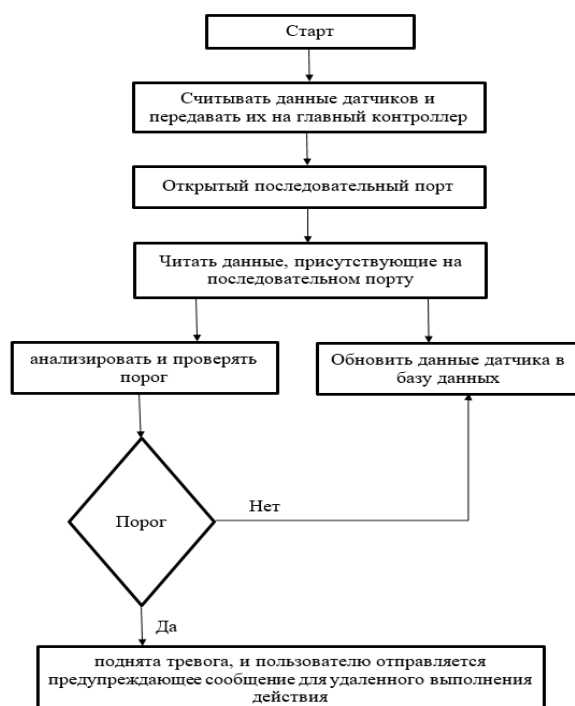 Старт
Считывать данные датчиков и
передавать их на главный контроллер
Открытый последовательный порт
Читать данные, присутствующие на
последовательном порту
анализировать и проверять
порог
Обновить данные датчика в
базу данных
Порог
Нет
Да
поднята тревога, и пользователю отправляется
предупреждающее сообщение для удаленного выполнения
действия